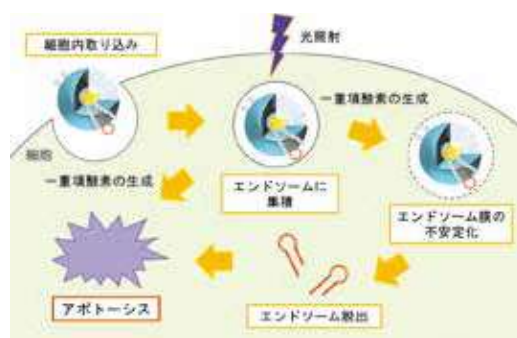 細胞内取り込み
光照射
一重項酸素の生成
細胞
一重項酸素の生成
エンドソームに
集積
エンドソーム膜の
不安定化
アポトーシス
エンドソーム脱出